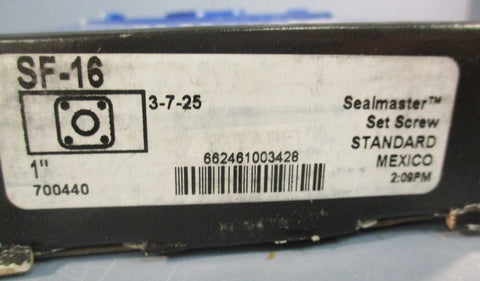 SF-16
3-7-25
1"
700440
662461003428
Sealmaster™
Set Screw
STANDARD
MEXICO
2:09PM